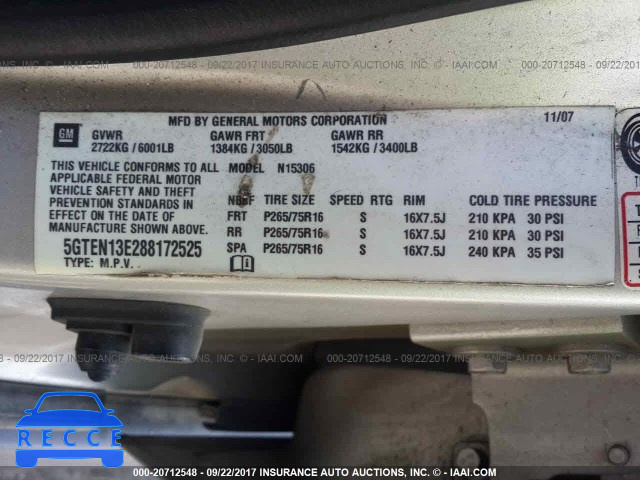 000-20712548 - 09/22/2017 INSURANCE AUTO AUCTIONS, INC. - © IAAI.COM
MFD BY GENERAL MOTORS CORPORATION 11/07
GM
GVWR GAWR FRT GAWR RR
2722KG / 6001LB 1384KG / 3050LB 1542KG / 3400LB
THIS VEHICLE CONFORMS TO ALL MODEL N15306
APPLICABLE FEDERAL MOTOR
VEHICLE SAFETY AND THEFT
PREVENTION STANDARDS IN
EFFECT ON THE DATE OF
MANUFACTURE SHOWN ABOVE.
5GTEN13E288172525
TYPE: M.P.V.
TIRE SIZE SPEED RTG RIM COLD TIRE PRESSURE
FRT P265/75R16 S 16X7.5J 210 KPA 30 PSI
RR P265/75R16 S 16X7.5J 210 KPA 30 PSI
SPA P265/75R16 S 16X7.5J 240 KPA 35 PSI
000-20712548 - 09/22/2017 INSURANCE AUTO AUCTIONS, INC. - © IAAI.COM
SEE RECORD
000-20712548 - 09/22/2017 INSURANCE AUTO AUCTIONS, INC. - © IAAI.COM